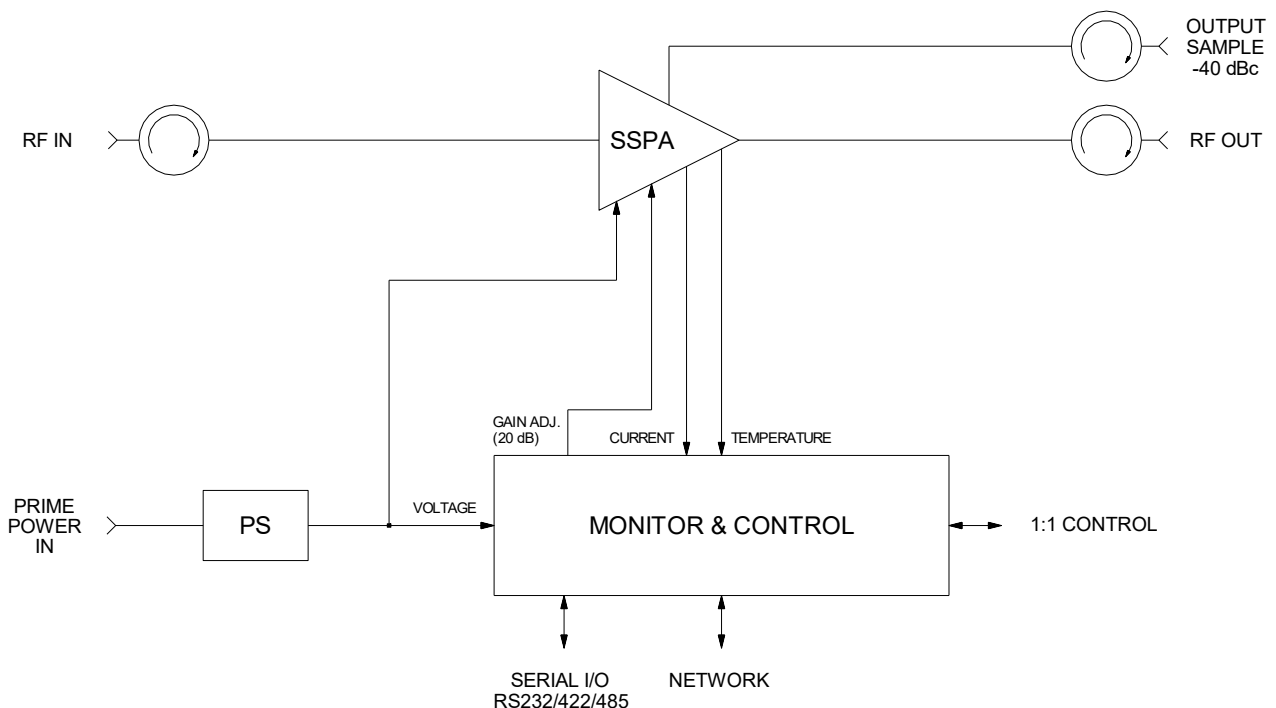 OUTPUT
SAMPLE
-40 dBc
RF IN
SSPA
RF OUT
GAIN ADJ.
(20 dB)
CURRENT
TEMPERATURE
PRIME
POWER
IN
PS
VOLTAGE
MONITOR & CONTROL
1:1 CONTROL
SERIAL I/O
RS232/422/485
NETWORK